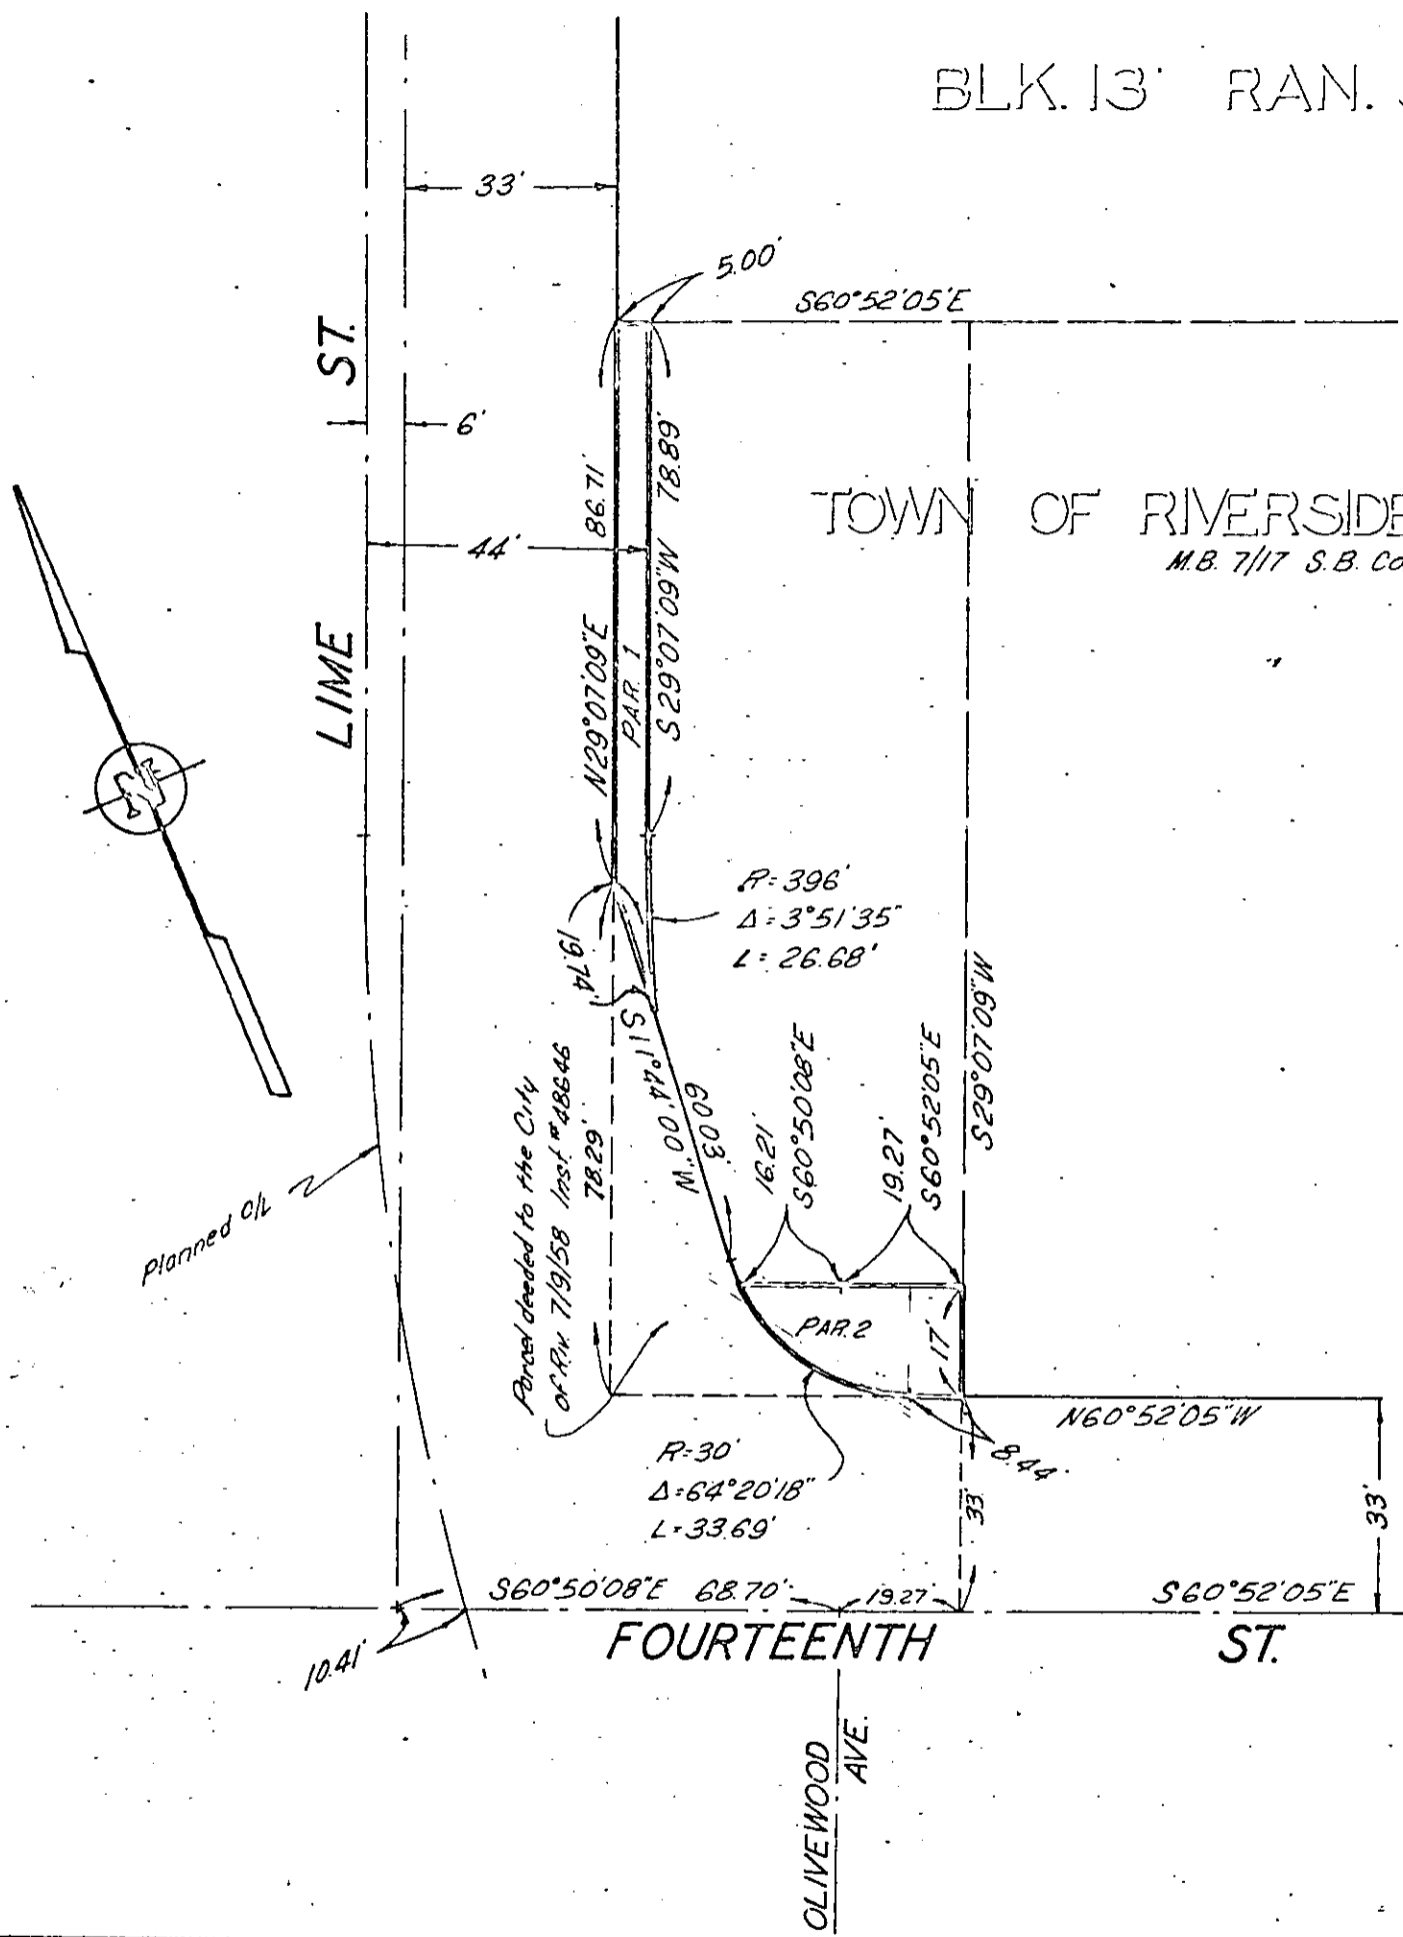 BLK. 13 RAN.
33'
5.00'
S60°52'05"E
LIME ST.
6'
44'
N29°07'09"E 86.71'
PAR. 1
S29°07'09"W 78.89'
TOWN OF RIVERSIDE
M.B. 7/17 S.B. Co
N
R=396'
Δ=3°51'35"
L=26.68'
19.74'
S11°44'00"W
60.03'
Parcel deeded to the City
of Riv. 7/9/58 Inst. #48646
78.29'
16.21'
S60°50'08"E
19.27'
S60°52'05"E
S29°07'09"W
Planned C/L
PAR. 2
17'
N60°52'05"W
8.44'
R=30'
Δ=64°20'18"
L=33.69'
33'
33'
S60°50'08"E 68.70'
19.27'
S60°52'05"E
FOURTEENTH ST.
10.41'
OLIVEWOOD
AVE.